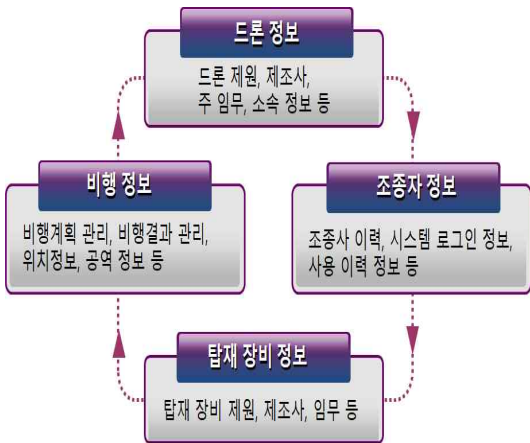 드론 정보
드론 제원, 제조사,
주 임무, 소속 정보 등
비행 정보
비행계획 관리, 비행결과 관리,
위치정보, 공역 정보 등
조종자 정보
조종사 이력, 시스템 로그인 정보,
사용 이력 정보 등
탑재 장비 정보
탑재 장비 제원, 제조사, 임무 등